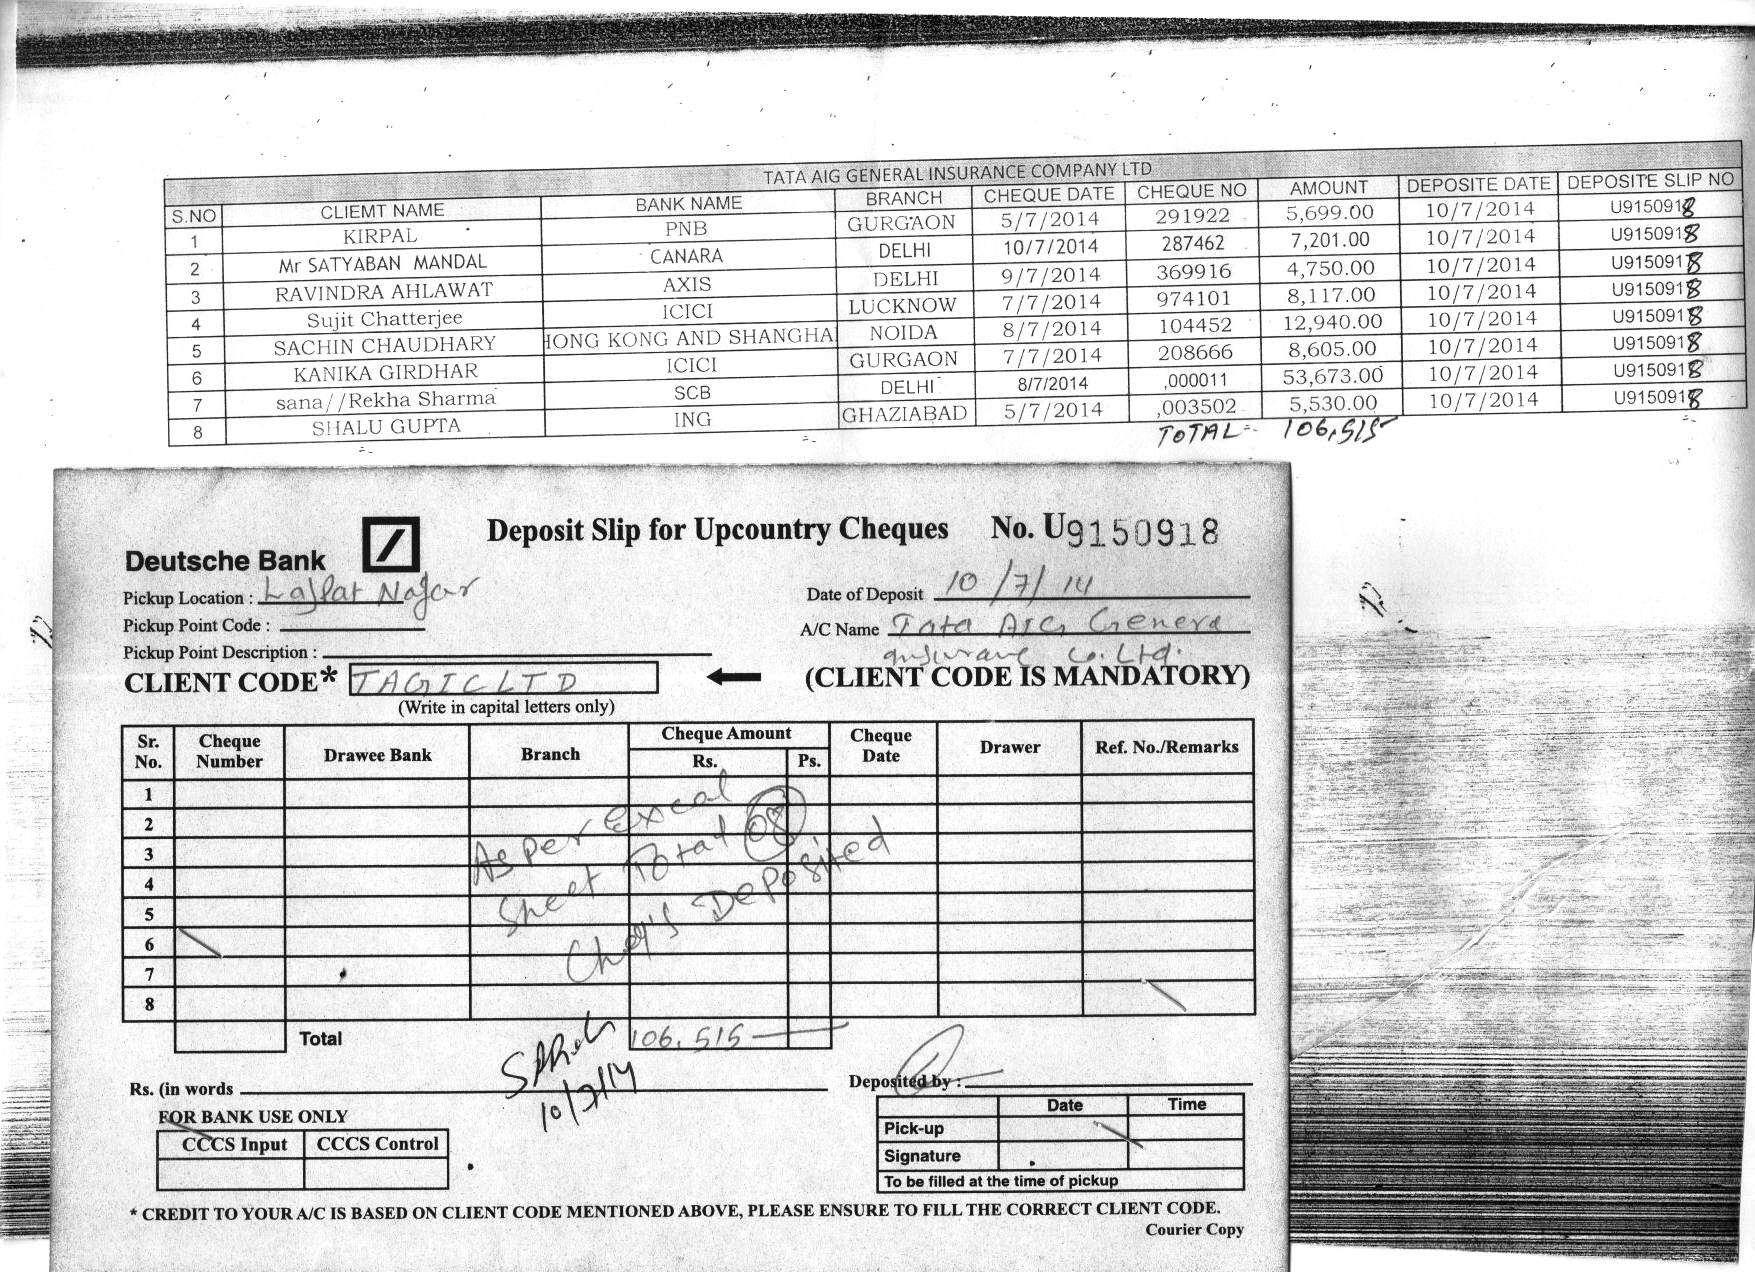 TATA AIG GENERAL INSURANCE COMPANY LTD
S.NO CLIEMT NAME BANK NAME BRANCH CHEQUE DATE CHEQUE NO AMOUNT DEPOSITE DATE DEPOSITE SLIP NO
1 KIRPAL PNB GURGAON 5/7/2014 291922 5,699.00 10/7/2014 U9150918
2 Mr SATYABAN MANDAL CANARA DELHI 10/7/2014 287462 7,201.00 10/7/2014 U9150918
3 RAVINDRA AHLAWAT AXIS DELHI 9/7/2014 369916 4,750.00 10/7/2014 U9150918
4 Sujit Chatterjee ICICI LUCKNOW 7/7/2014 974101 8,117.00 10/7/2014 U9150918
5 SACHIN CHAUDHARY HONG KONG AND SHANGHA NOIDA 8/7/2014 104452 12,940.00 10/7/2014 U9150918
6 KANIKA GIRDHAR ICICI GURGAON 7/7/2014 208666 8,605.00 10/7/2014 U9150918
7 sana//Rekha Sharma SCB DELHI 8/7/2014 ,000011 53,673.00 10/7/2014 U9150918
8 SHALU GUPTA ING GHAZIABAD 5/7/2014 ,003502 5,530.00 10/7/2014 U9150918
TOTAL- 106,515
Deutsche Bank Deposit Slip for Upcountry Cheques No. U9150918
Pickup Location : Lajpat Nagar Date of Deposit 10/7/14
Pickup Point Code : A/C Name Tata AIG Genera
Pickup Point Description : Insurance Co. Ltd.
CLIENT CODE* TAGICLTD (CLIENT CODE IS MANDATORY)
(Write in capital letters only)
Sr. No. Cheque Number Drawee Bank Branch Cheque Amount Rs. Ps. Cheque Date Drawer Ref. No./Remarks
1
2
3
4
5
6
7
8
As Per Excal
Sheet Total 08
Chq's Deposited
Total 106,515
Rs. (in words Deposited by :
10/7/14
FOR BANK USE ONLY
CCCS Input CCCS Control
Date Time
Pick-up
Signature
To be filled at the time of pickup
* CREDIT TO YOUR A/C IS BASED ON CLIENT CODE MENTIONED ABOVE, PLEASE ENSURE TO FILL THE CORRECT CLIENT CODE.
Courier Copy